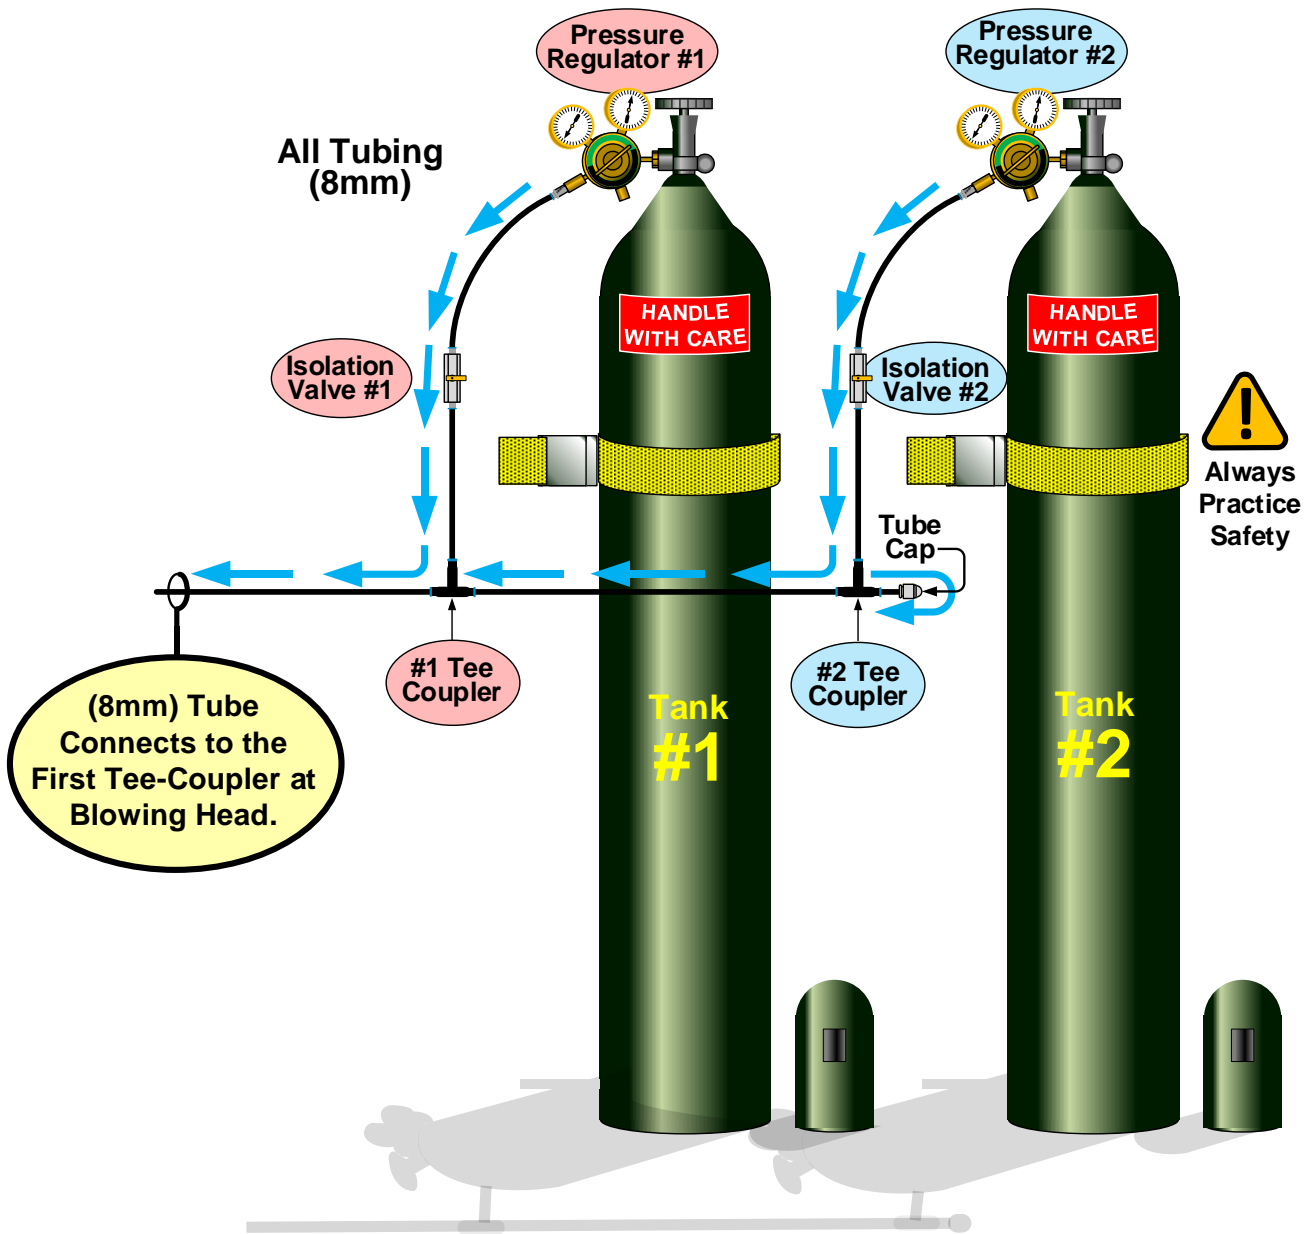 Pressure
Regulator #1
Pressure
Regulator #2
All Tubing
(8mm)
HANDLE
WITH CARE
HANDLE
WITH CARE
Isolation
Valve #1
Isolation
Valve #2
Always
Practice
Safety
Tube
Cap
#1 Tee
Coupler
#2 Tee
Coupler
(8mm) Tube
Connects to the
First Tee-Coupler at
Blowing Head.
Tank
#1
Tank
#2